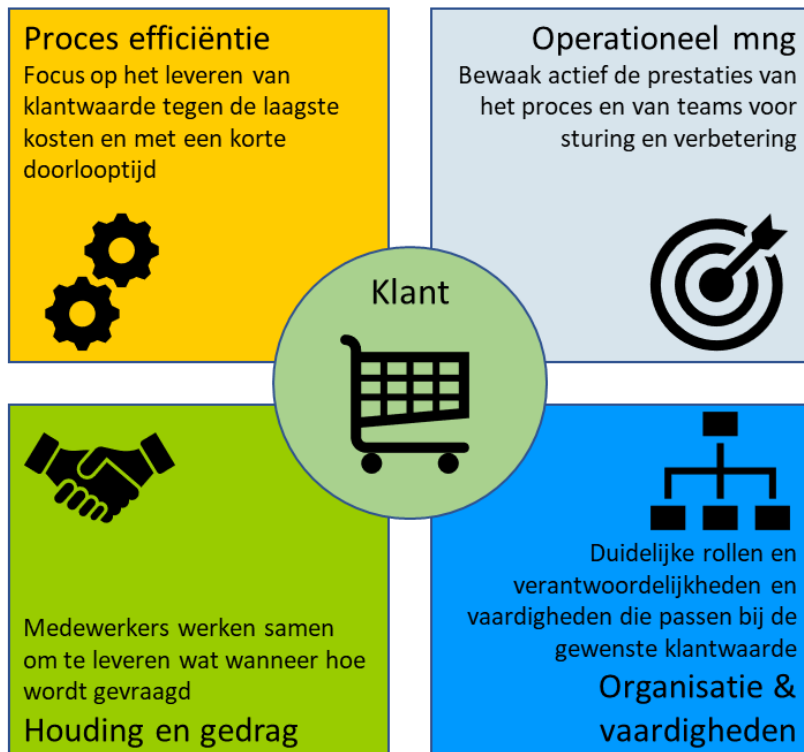 Proces efficiëntie
Focus op het leveren van
klantwaarde tegen de laagste
kosten en met een korte
doorlooptijd
Operationeel mng
Bewaak actief de prestaties van
het proces en van teams voor
sturing en verbetering
Klant
Medewerkers werken samen
om te leveren wat wanneer hoe
wordt gevraagd
Houding en gedrag
Duidelijke rollen en
verantwoordelijkheden en
vaardigheden die passen bij de
gewenste klantwaarde
Organisatie &
vaardigheden